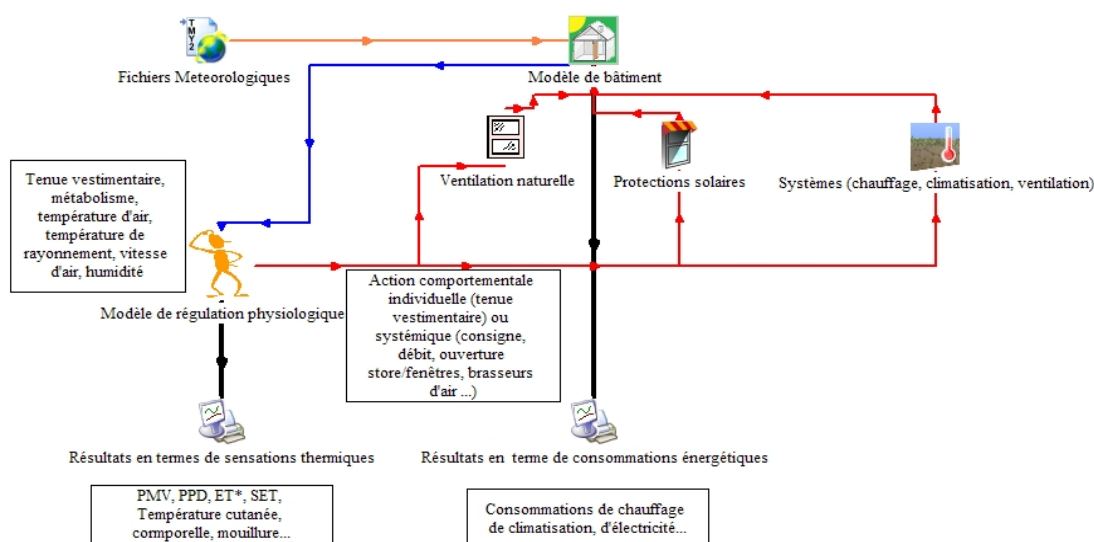 TMY2
Fichiers Meteorologiques
Modèle de bâtiment
Ventilation naturelle
Protections solaires
Systèmes (chauffage, climatisation, ventilation)
Tenue vestimentaire,
métabolisme,
température d'air,
température de
rayonnement, vitesse
d'air, humidité
Modèle de régulation physiologique
Action comportementale
individuelle (tenue
vestimentaire) ou
systémique (consigne,
débit, ouverture
store/fenêtres, brasseurs
d'air ...)
Résultats en termes de sensations thermiques
Résultats en  terme de consommations énergétiques
PMV, PPD, ET*, SET,
Température cutanée,
cormporelle, mouillure...
Consommations de chauffage
de climatisation, d'électricité...